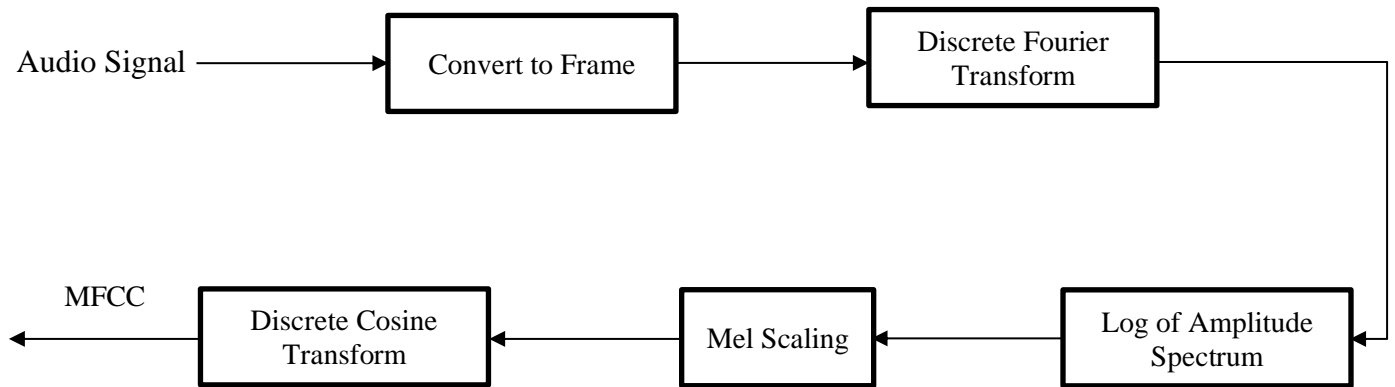 Audio Signal
Convert to Frame
Discrete Fourier
Transform
Log of Amplitude
Spectrum
Mel Scaling
Discrete Cosine
Transform
MFCC